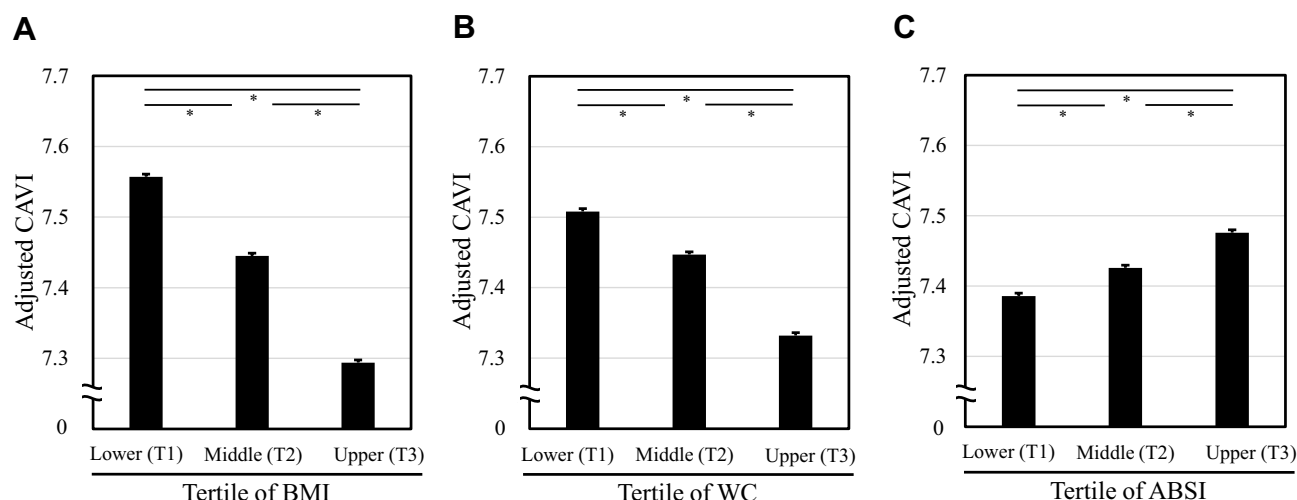 A
B
C
Adjusted CAVI
7.7
7.6
7.5
7.4
7.3
0
*
*
*
Lower (T1) Middle (T2) Upper (T3)
Tertile of BMI
Adjusted CAVI
7.7
7.6
7.5
7.4
7.3
0
*
*
*
Lower (T1) Middle (T2) Upper (T3)
Tertile of WC
Adjusted CAVI
7.7
7.6
7.5
7.4
7.3
0
*
*
*
Lower (T1) Middle (T2) Upper (T3)
Tertile of ABSI